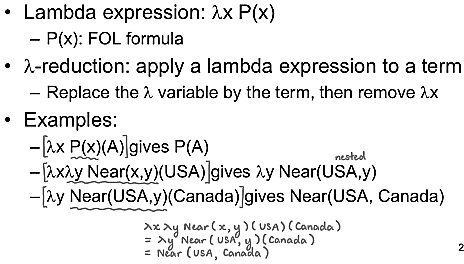 • Lambda expression: λx P(x)
– P(x): FOL formula
• λ-reduction: apply a lambda expression to a term
– Replace the λ variable by the term, then remove λx
• Examples:
–[λx P(x)(A)]gives P(A)
nested
–[λxλy Near(x,y)(USA)]gives λy Near(USA,y)
–[λy Near(USA,y)(Canada)]gives Near(USA, Canada)
λx λy Near(x,y)(USA)(Canada)
= λy Near(USA, y)(Canada)
= Near (USA, Canada)
2